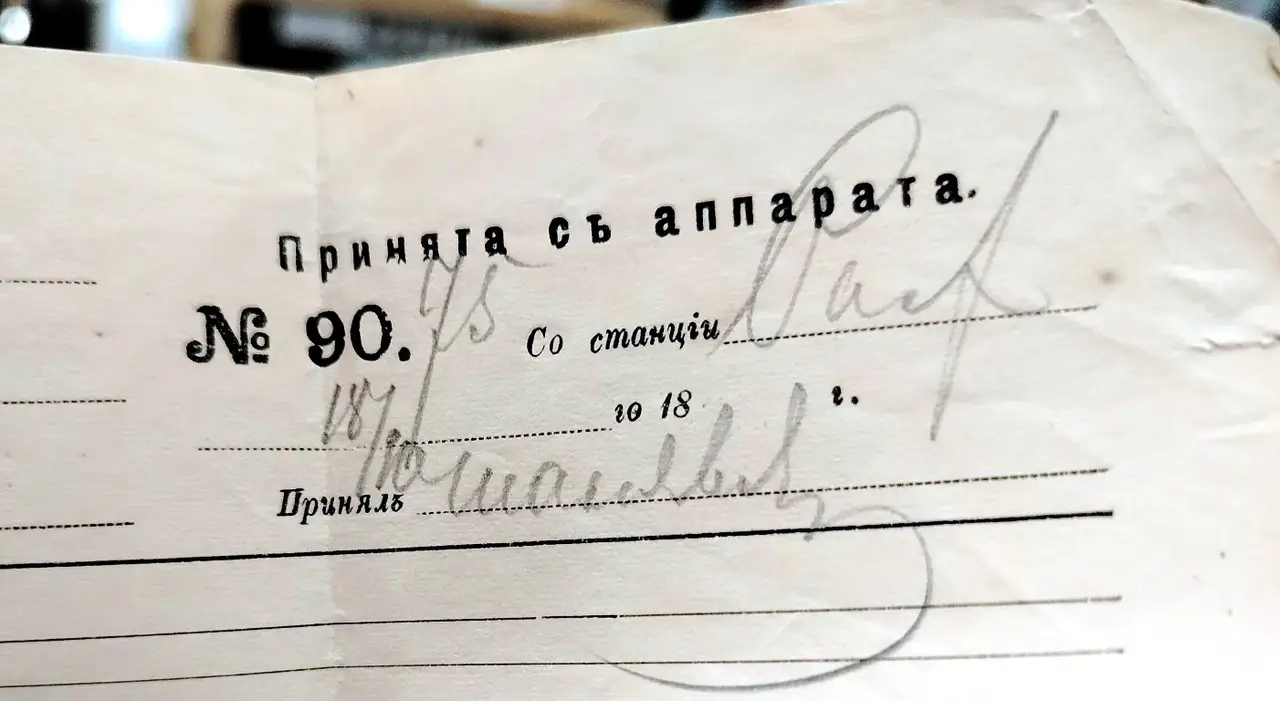 Принята съ аппарата.
№ 90. 75 Со станціи
18/ го 18 г.
Принялъ